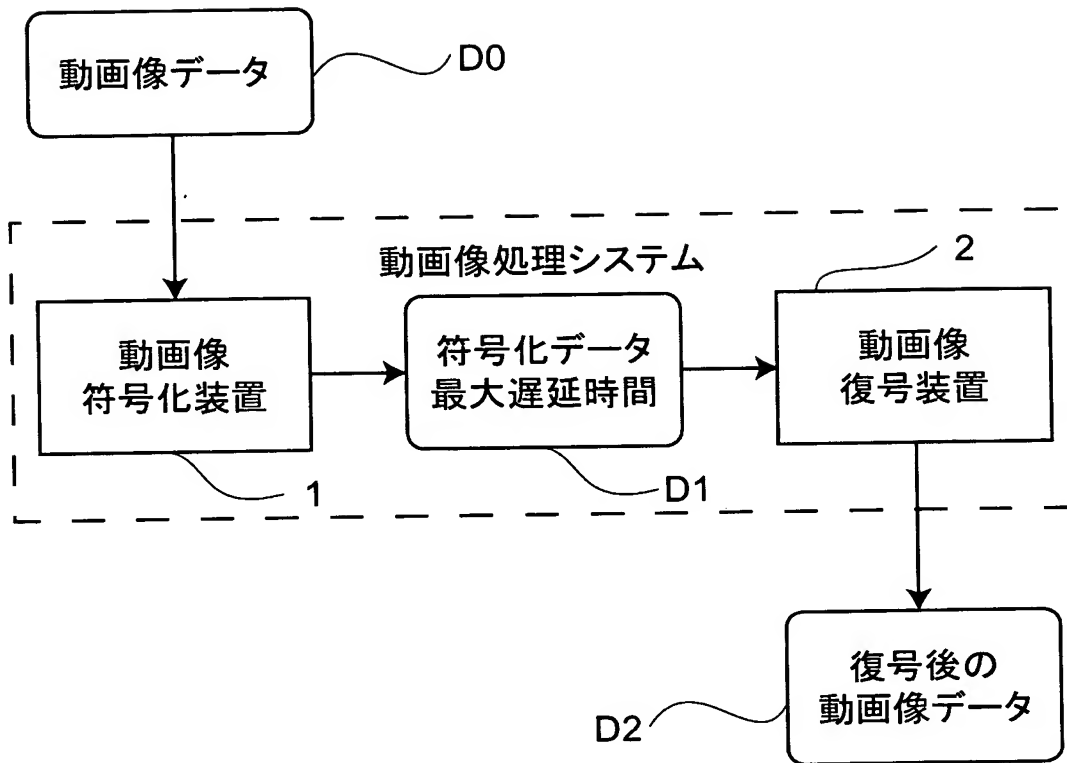 動画像データ
D0
動画像処理システム
2
動画像
符号化装置
符号化データ
最大遅延時間
動画像
復号装置
1
D1
復号後の
動画像データ
D2